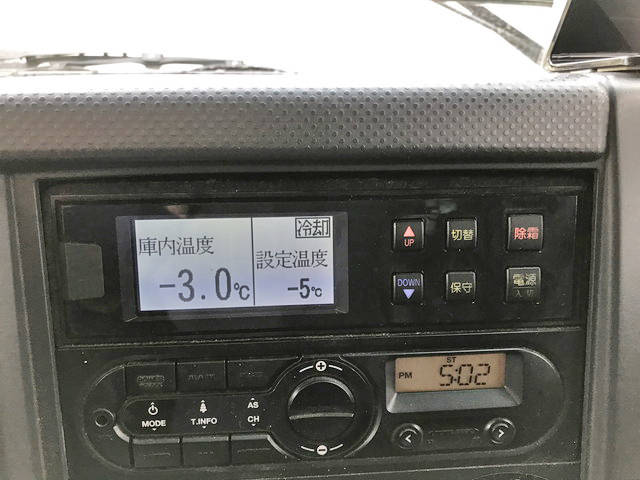 冷却
庫内温度
設定温度
-3.0℃
-5℃
UP
切替
除霜
DOWN
保守
電源
入/切
ST
PM 5:02
MODE
T.INFO
AS
CH